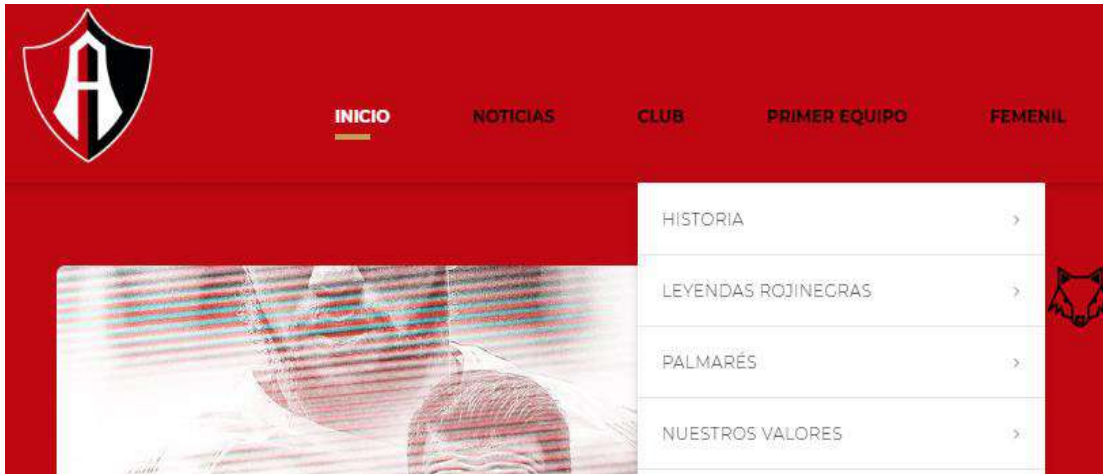 A
INICIO NOTICIAS CLUB PRIMER EQUIPO FEMENIL
HISTORIA
LEYENDAS ROJINEGRAS
PALMARÉS
NUESTROS VALORES